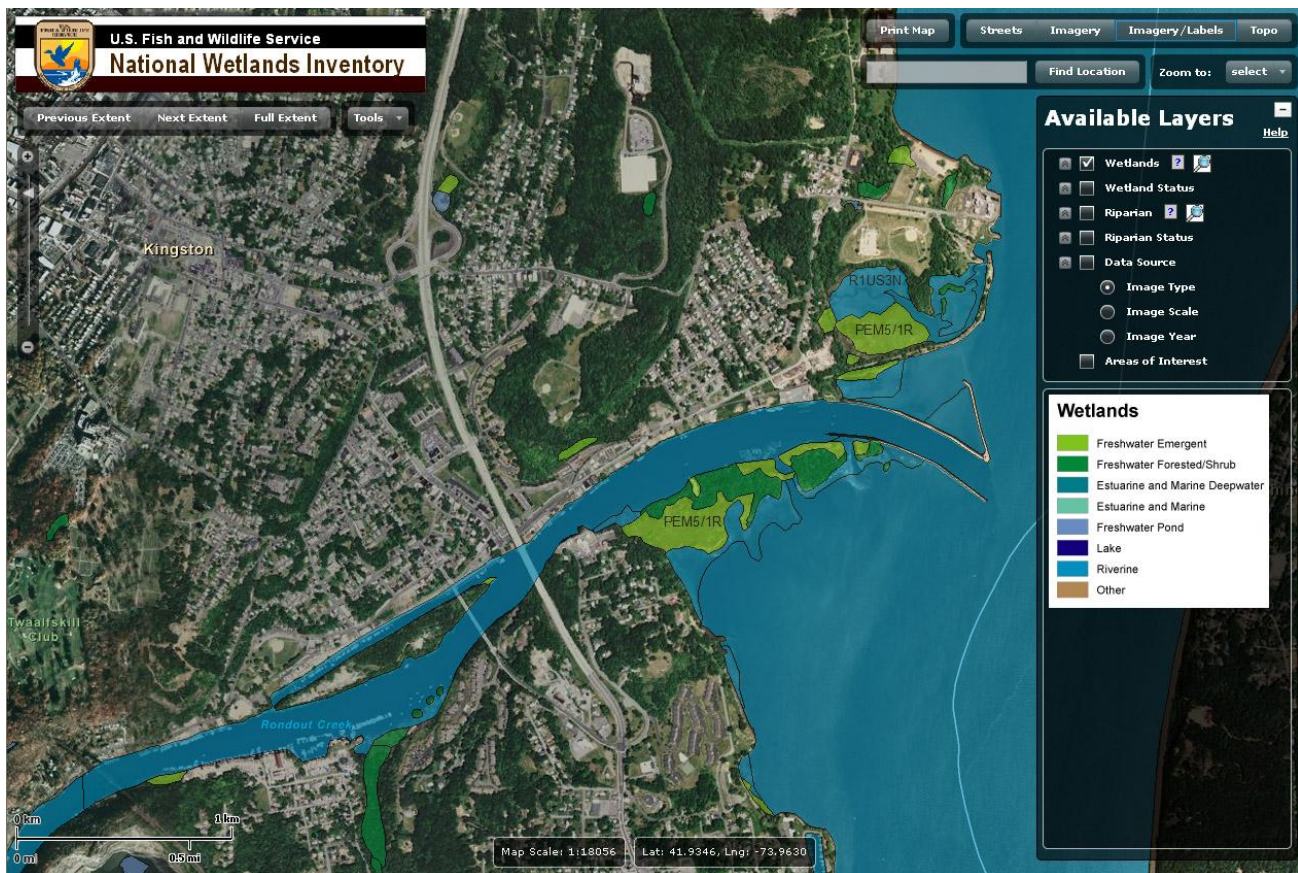 U.S. Fish and Wildlife Service
National Wetlands Inventory
Print Map
Streets Imagery Imagery/Labels Topo
Find Location
Zoom to: select
Previous Extent Next Extent Full Extent Tools
Available Layers
Help
Wetlands ?
Wetland Status
Riparian ?
Riparian Status
Data Source
Image Type
Image Scale
Image Year
Areas of Interest
Kingston
R1US3N
PEM5/1R
PEM5/1R
Twaalfskill
Club
Rondout Creek
Wetlands
Freshwater Emergent
Freshwater Forested/Shrub
Estuarine and Marine Deepwater
Estuarine and Marine
Freshwater Pond
Lake
Riverine
Other
0 km 1 km
0 mi 0.5 mi
Map Scale: 1:18056 Lat: 41.9346, Lng: -73.9630